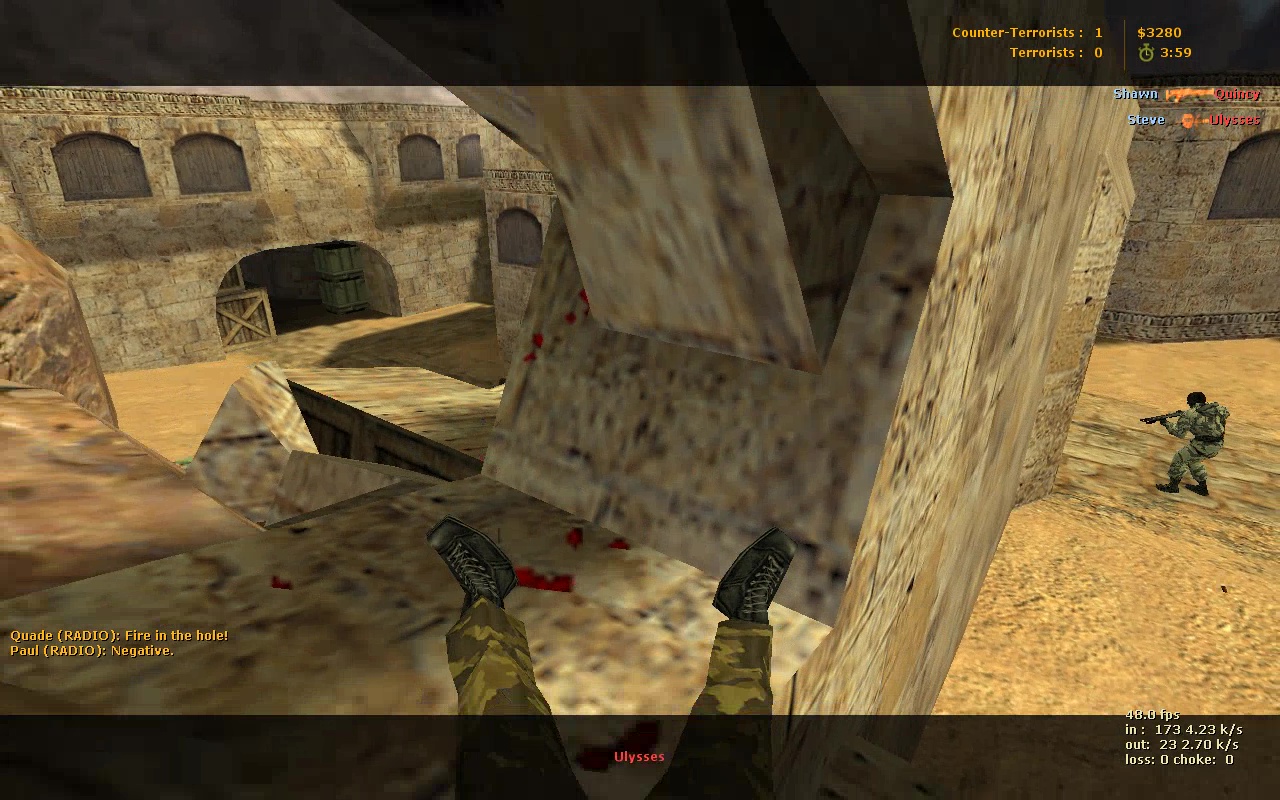 Counter-Terrorists : 1 $3280
Terrorists : 0 3:59
Shawn Quincy
Steve Ulysses
Quade (RADIO): Fire in the hole!
Paul (RADIO): Negative.
48.0 fps
in : 173 4.23 k/s
out: 23 2.70 k/s
loss: 0 choke: 0
Ulysses